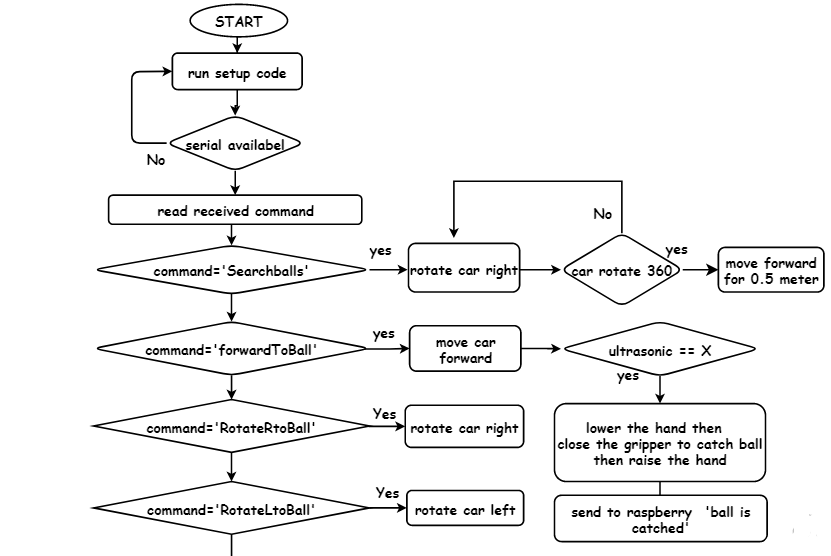 START
run setup code
serial availabel
No
read received command
command='Searchballs'
yes
rotate car right
No
car rotate 360
yes
move forward
for 0.5 meter
command='forwardToBall'
yes
move car
forward
ultrasonic == X
yes
lower the hand then
close the gripper to catch ball
then raise the hand
send to raspberry 'ball is
catched'
command='RotateRtoBall'
Yes
rotate car right
command='RotateLtoBall'
Yes
rotate car left